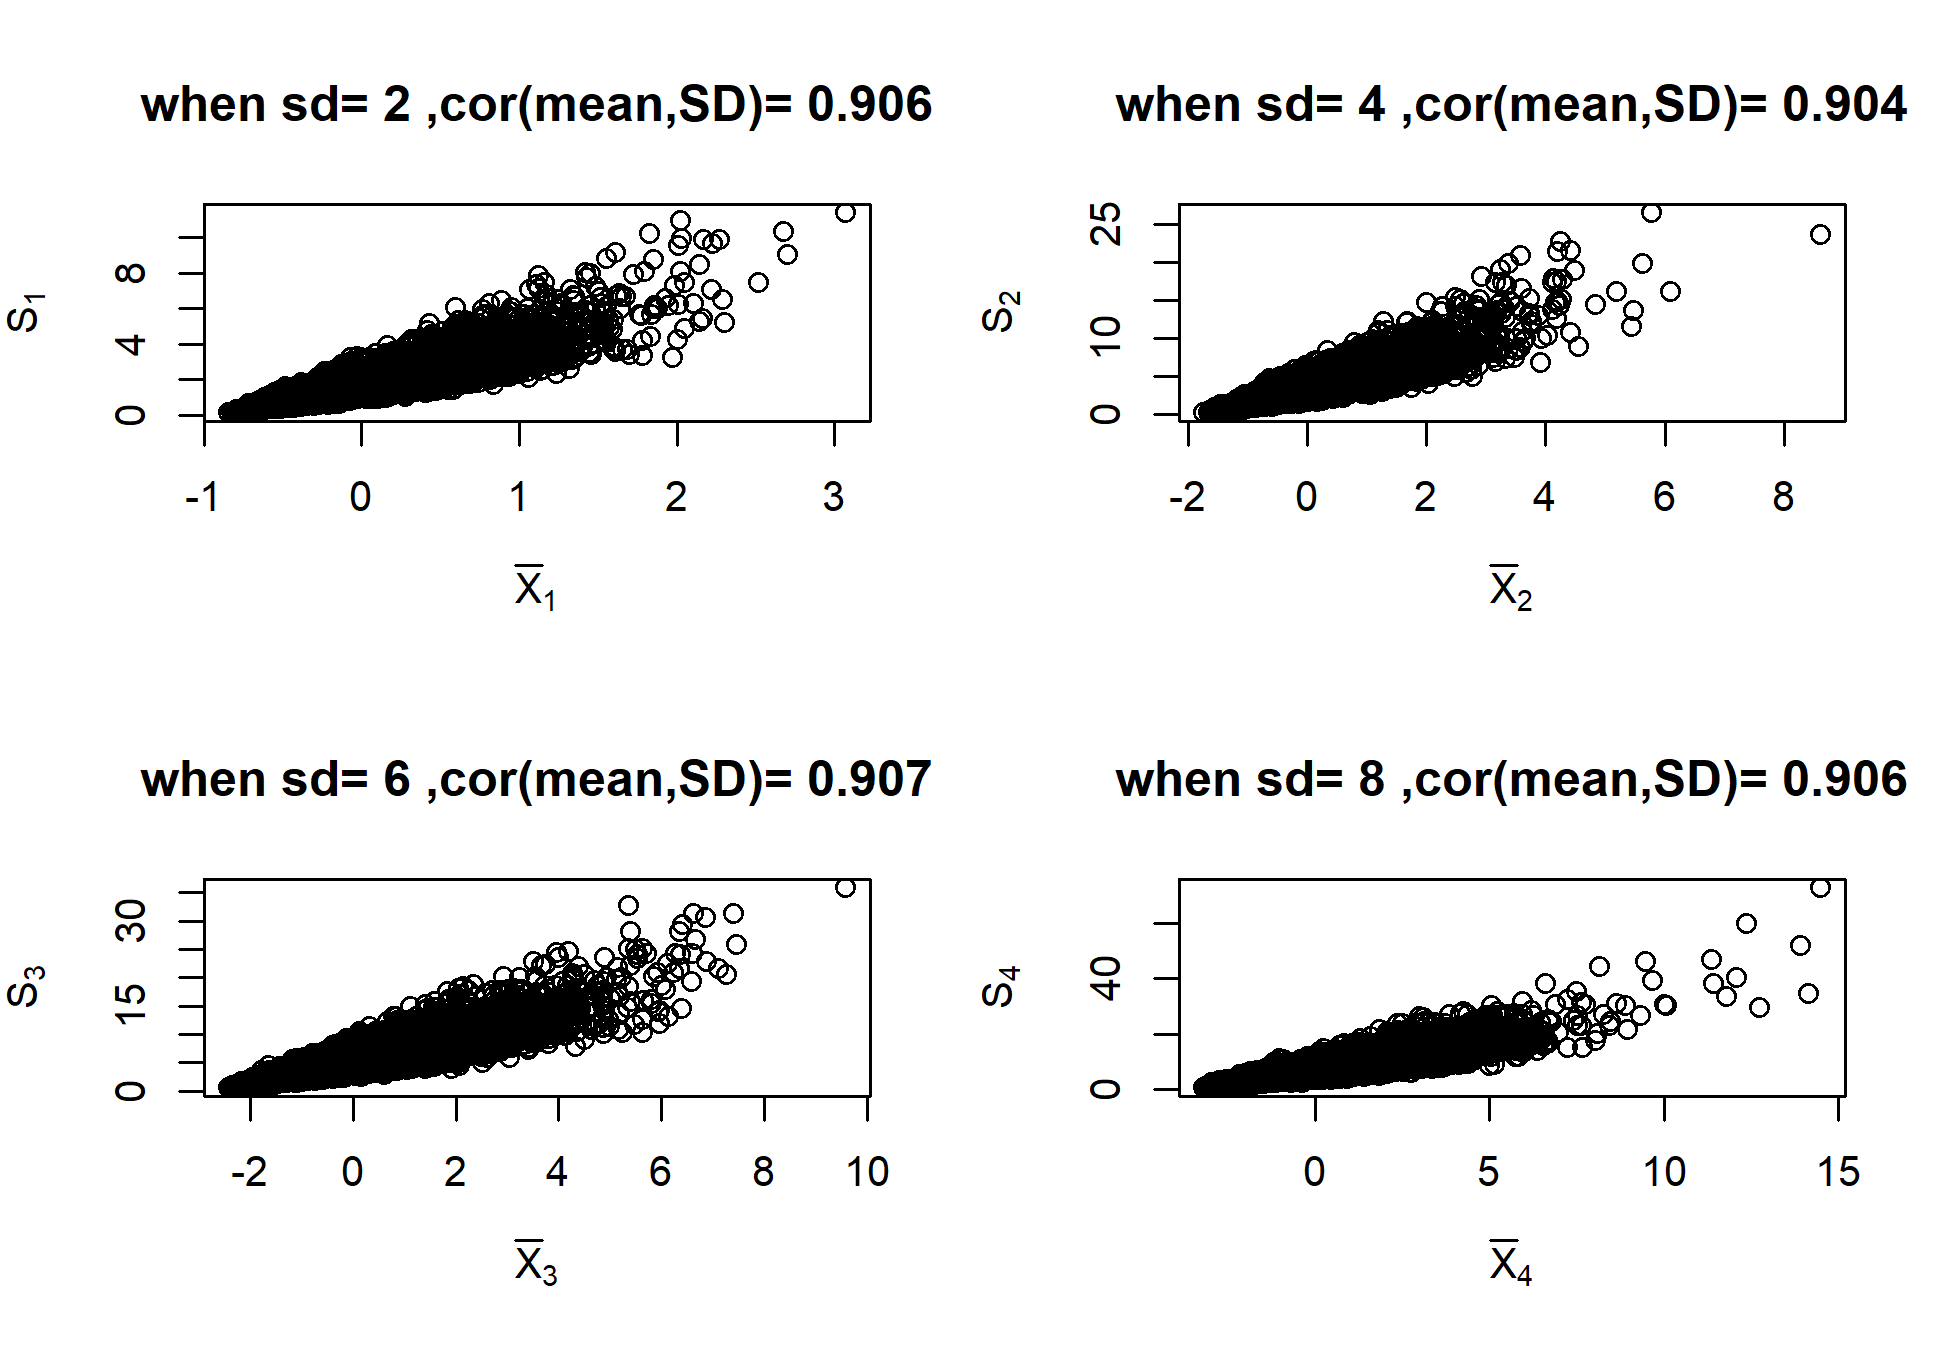 when sd= 2 ,cor(mean,SD)= 0.906
S1
0 4 8
-1 0 1 2 3
X̅1
when sd= 4 ,cor(mean,SD)= 0.904
S2
0 10 25
-2 0 2 4 6 8
X̅2
when sd= 6 ,cor(mean,SD)= 0.907
S3
0 15 30
-2 0 2 4 6 8 10
X̅3
when sd= 8 ,cor(mean,SD)= 0.906
S4
0 40
0 5 10 15
X̅4